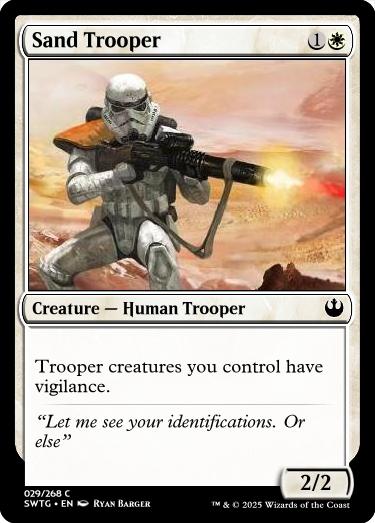 Sand Trooper 1
Creature — Human Trooper
Trooper creatures you control have
vigilance.
“Let me see your identifications. Or
else”
2/2
029/268 C
SWTG • EN Ryan Barger
™ & © 2025 Wizards of the Coast